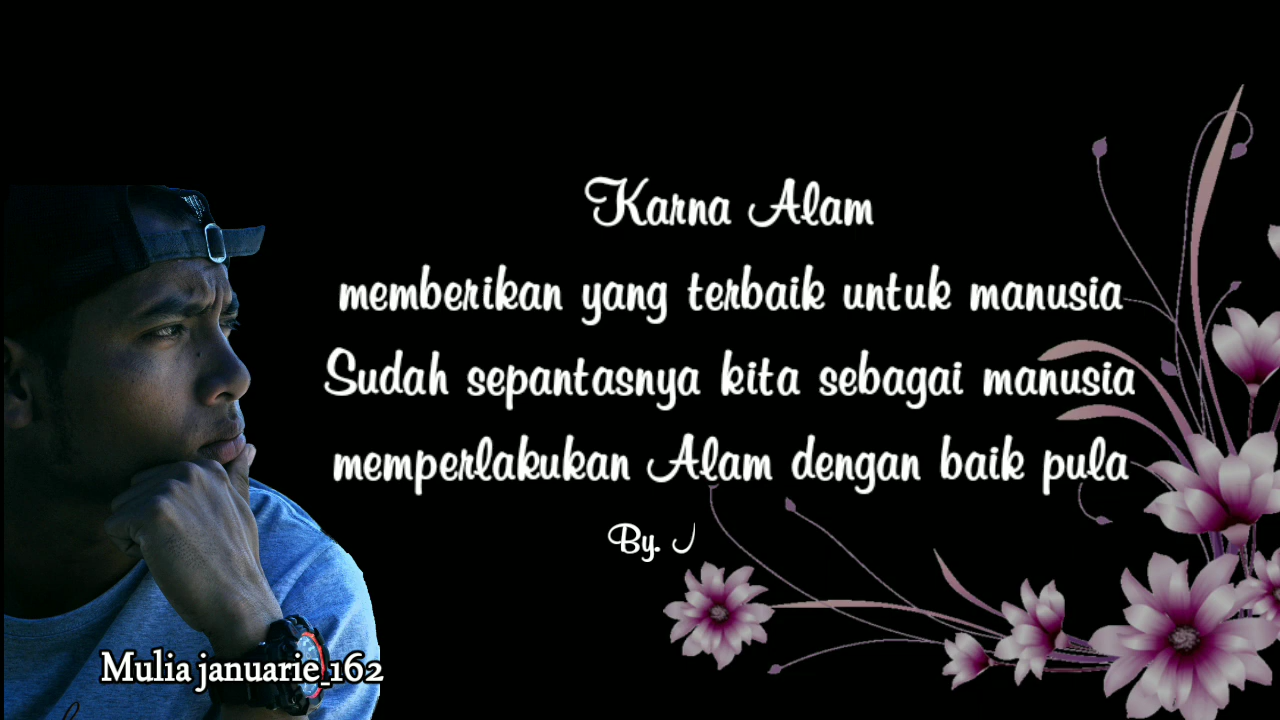 Karna Alam
memberikan yang terbaik untuk manusia
Sudah sepantasnya kita sebagai manusia
memperlakukan Alam dengan baik pula
By.
Mulia januarie_162